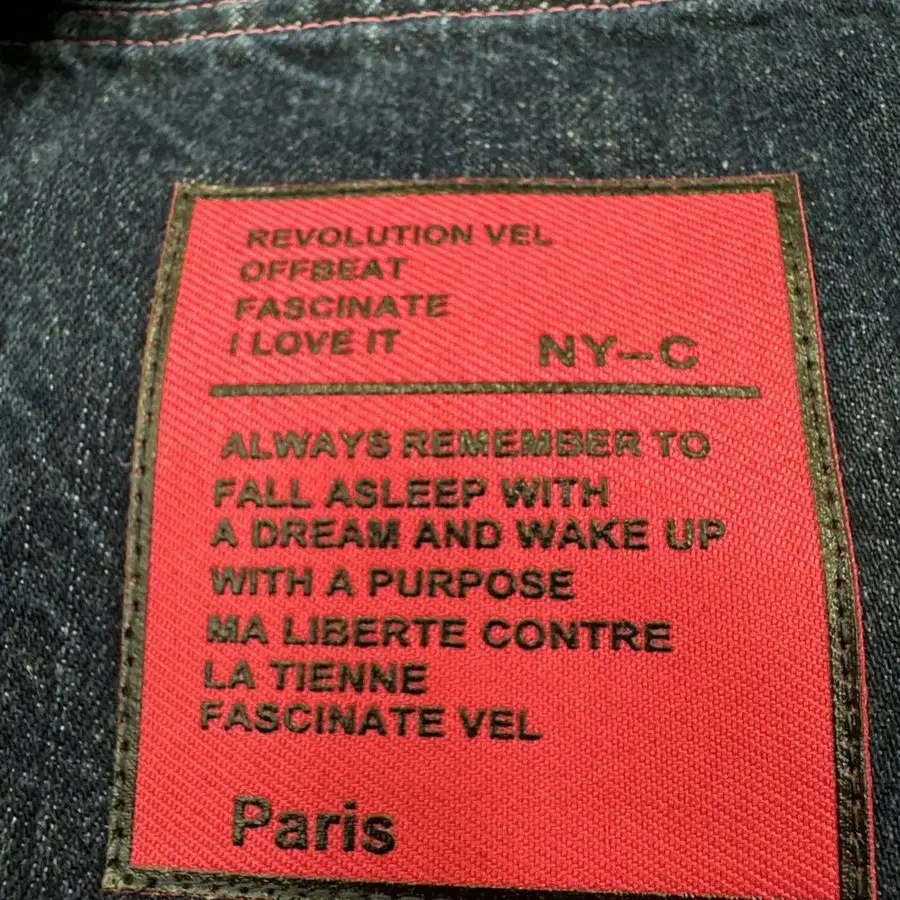 REVOLUTION VEL
OFFBEAT
FASCINATE
I LOVE IT
NY-C
ALWAYS REMEMBER TO
FALL ASLEEP WITH
A DREAM AND WAKE UP
WITH A PURPOSE
MA LIBERTE CONTRE
LA TIENNE
FASCINATE VEL
Paris